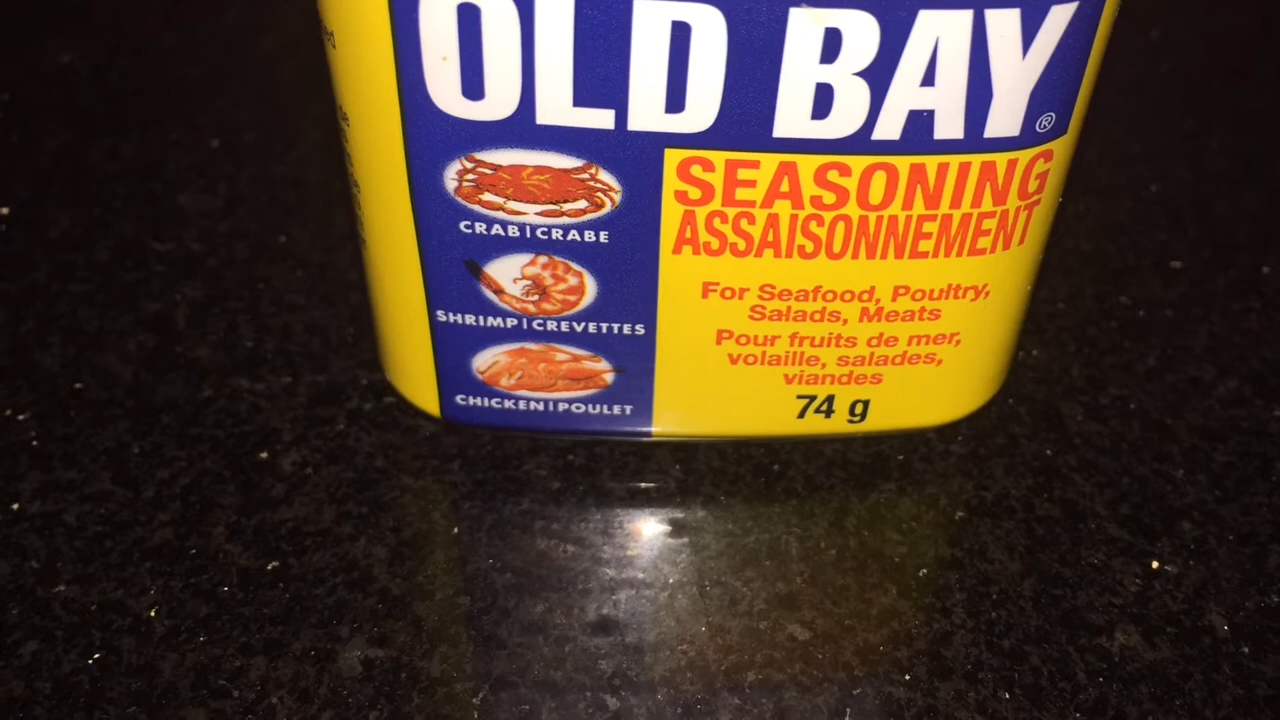 OLD BAY®
CRAB|CRABE
SHRIMP|CREVETTES
CHICKEN|POULET
SEASONING
ASSAISONNEMENT
For Seafood, Poultry,
Salads, Meats
Pour fruits de mer,
volaille, salades,
viandes
74 g